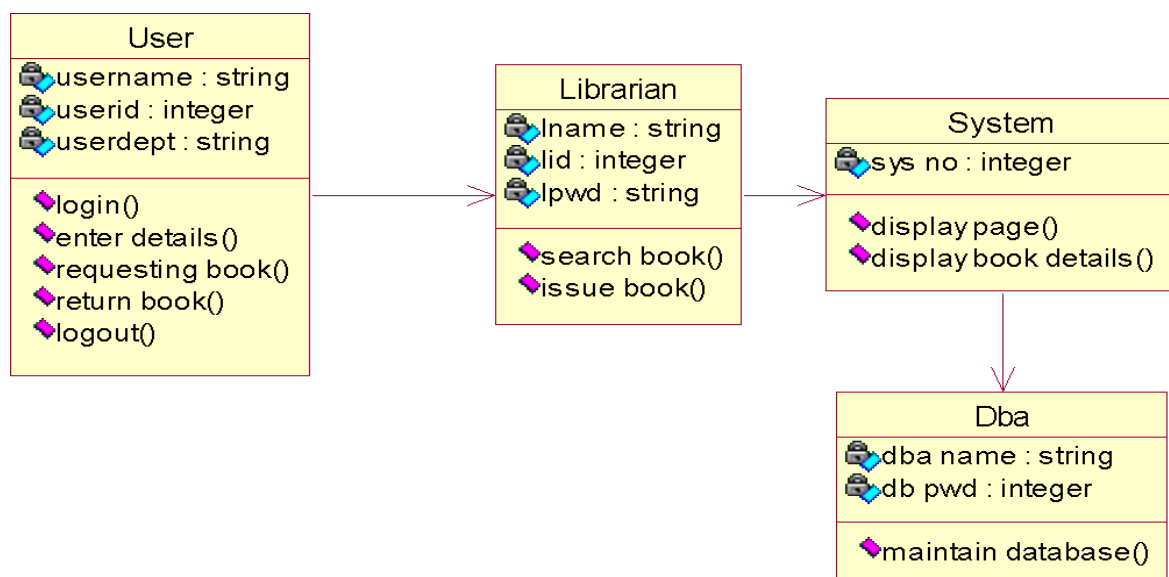 User
username : string
userid : integer
userdept : string
login()
enter details()
requesting book()
return book()
logout()
Librarian
lname : string
lid : integer
lpwd : string
search book()
issue book()
System
sys no : integer
display page()
display book details()
Dba
dba name : string
db pwd : integer
maintain database()